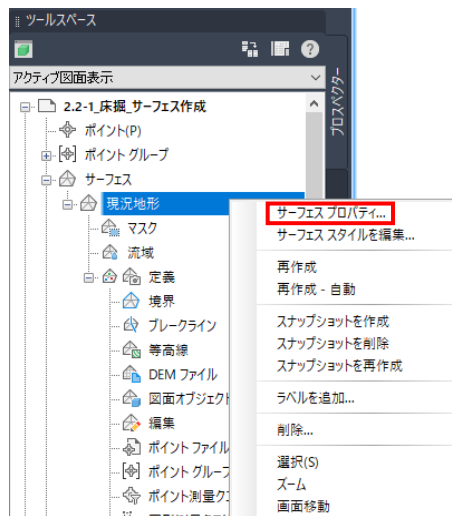 ツールスペース
アクティブ図面表示
プロスペクター
2.2-1_床掘_サーフェス作成
ポイント(P)
ポイント グループ
サーフェス
現況地形
マスク
流域
定義
境界
ブレークライン
等高線
DEM ファイル
図面オブジェクト
編集
ポイント ファイル
ポイント グルー
ポイント測量ク
サーフェス プロパティ...
サーフェス スタイルを編集...
再作成
再作成 - 自動
スナップショットを作成
スナップショットを削除
スナップショットを再作成
ラベルを追加...
削除...
選択(S)
ズーム
画面移動